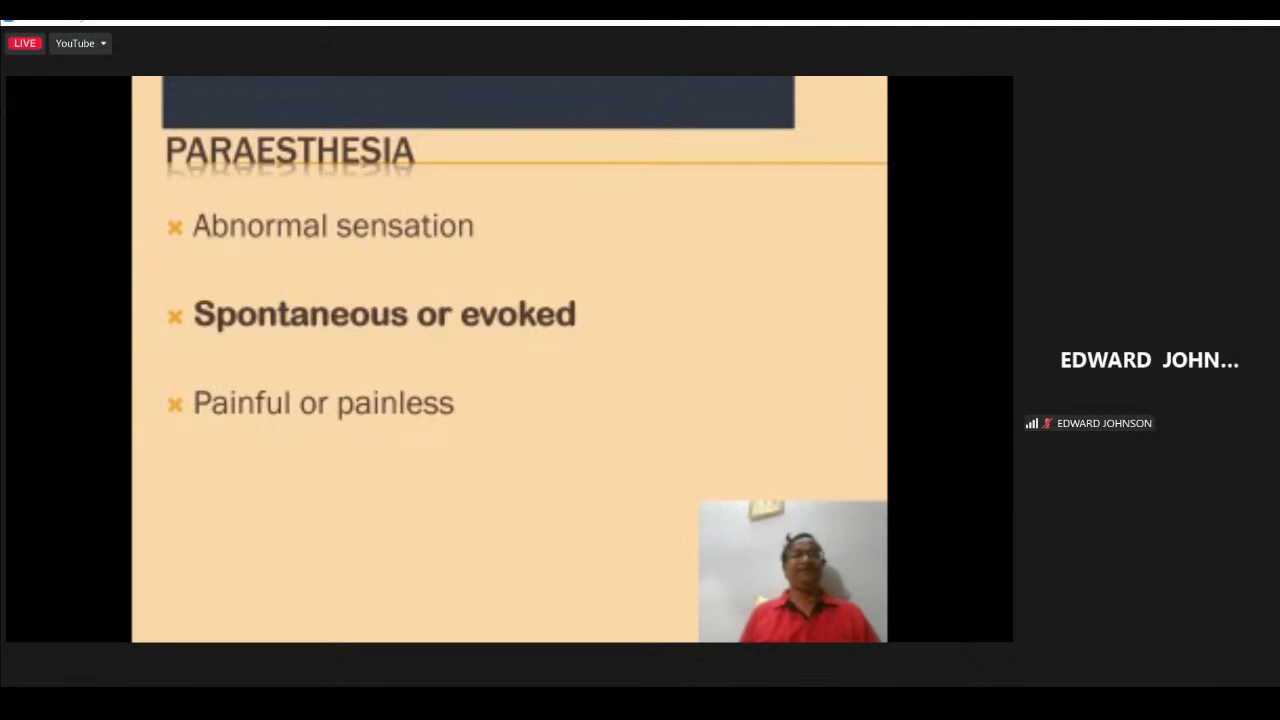 LIVE
YouTube
PARAESTHESIA
Abnormal sensation
Spontaneous or evoked
Painful or painless
EDWARD JOHN...
EDWARD JOHNSON